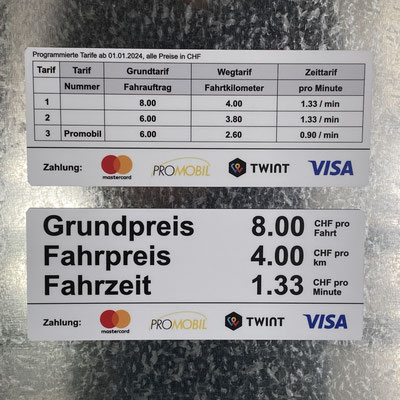 Programmierte Tarife ab 01.01.2024, alle Preise in CHF
Tarif Tarif Grundtarif Wegtarif Zeittarif
Nummer Fahrauftrag Fahrtkilometer pro Minute
1 8.00 4.00 1.33 / min
2 6.00 3.80 1.33 / min
3 Promobil 6.00 2.60 0.90 / min
Zahlung: mastercard PROMOBIL TWINT VISA
Grundpreis 8.00 CHF pro Fahrt
Fahrpreis 4.00 CHF pro km
Fahrzeit 1.33 CHF pro Minute
Zahlung: mastercard PROMOBIL TWINT VISA